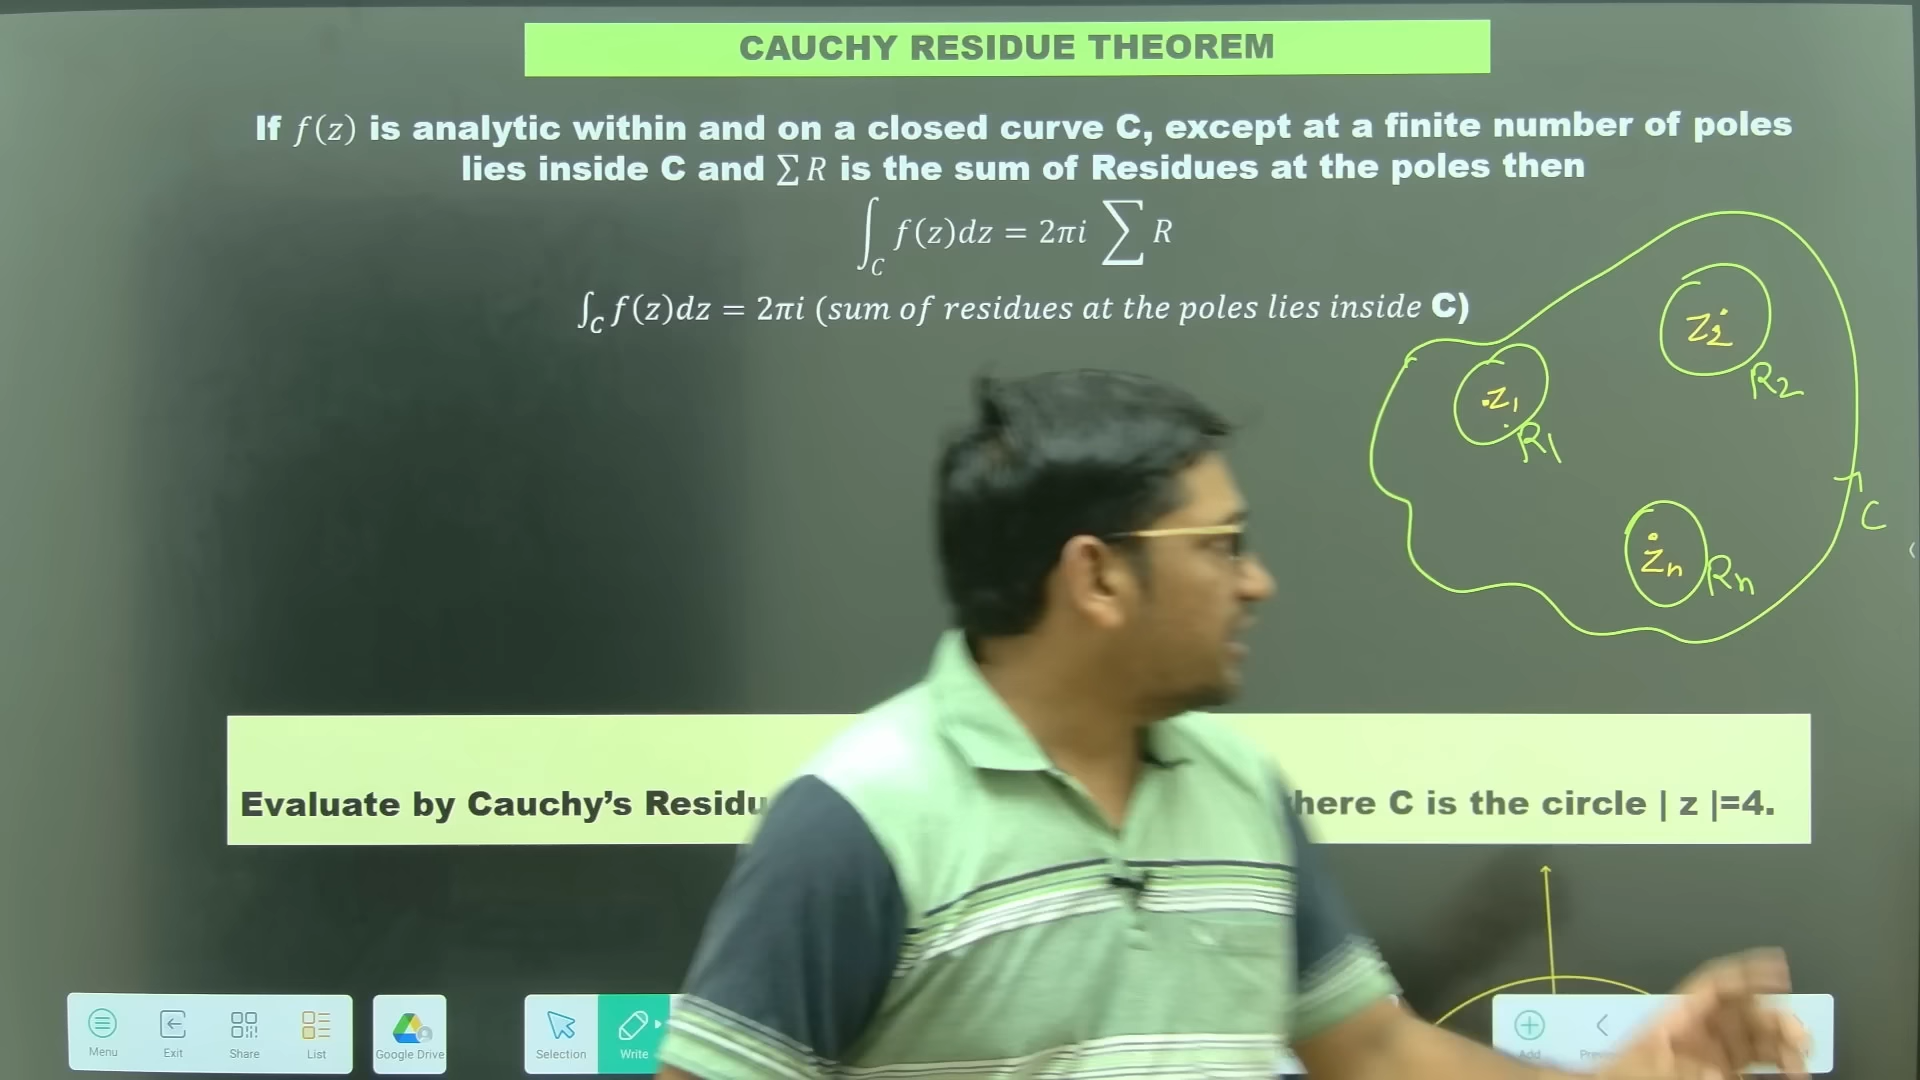 CAUCHY RESIDUE THEOREM
If f(z) is analytic within and on a closed curve C, except at a finite number of poles
lies inside C and ∑R is the sum of Residues at the poles then
∫_C f(z)dz = 2πi ∑ R
∫_C f(z)dz = 2πi (sum of residues at the poles lies inside C)
z2
R2
z1
R1
C
zn
Rn
Evaluate by Cauchy's here C is the circle | z |=4.
Menu
Exit
Share
List
Google Drive
Selection
Write
Add